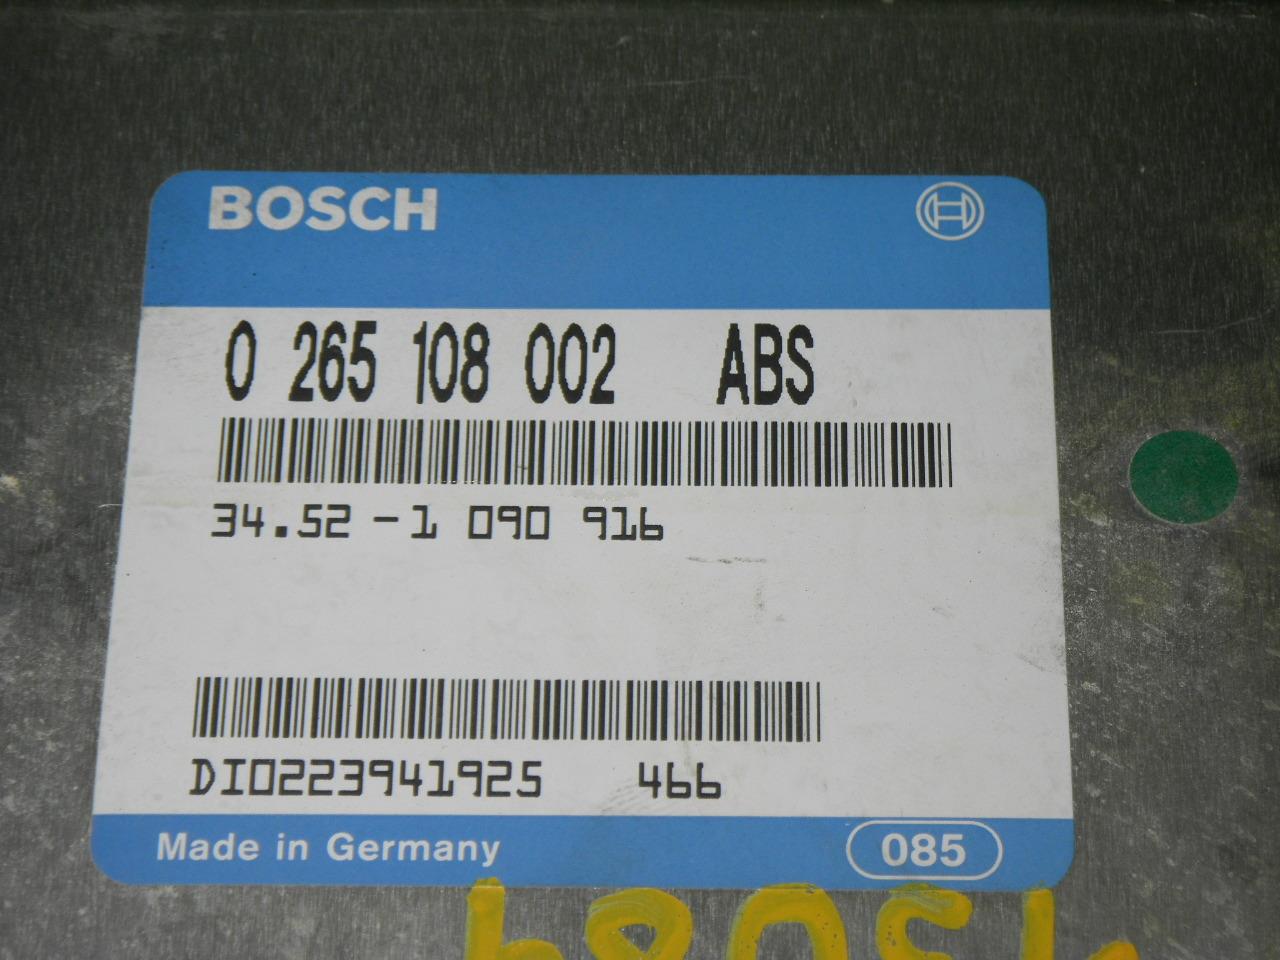 BOSCH
0 265 108 002 ABS
34.52 - 1 090 916
DI0223941925 466
Made in Germany 085